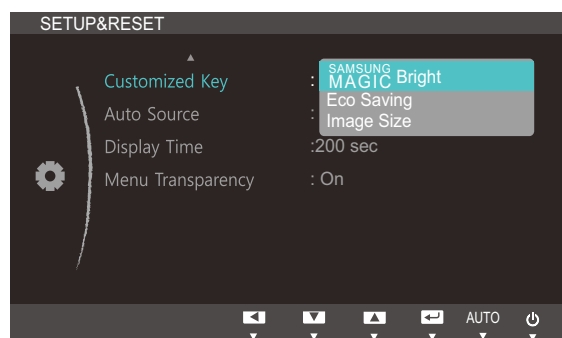 SETUP&RESET
Customized Key :
SAMSUNG
MAGIC Bright
Eco Saving
Image Size
Auto Source :
Display Time :200 sec
Menu Transparency : On
AUTO